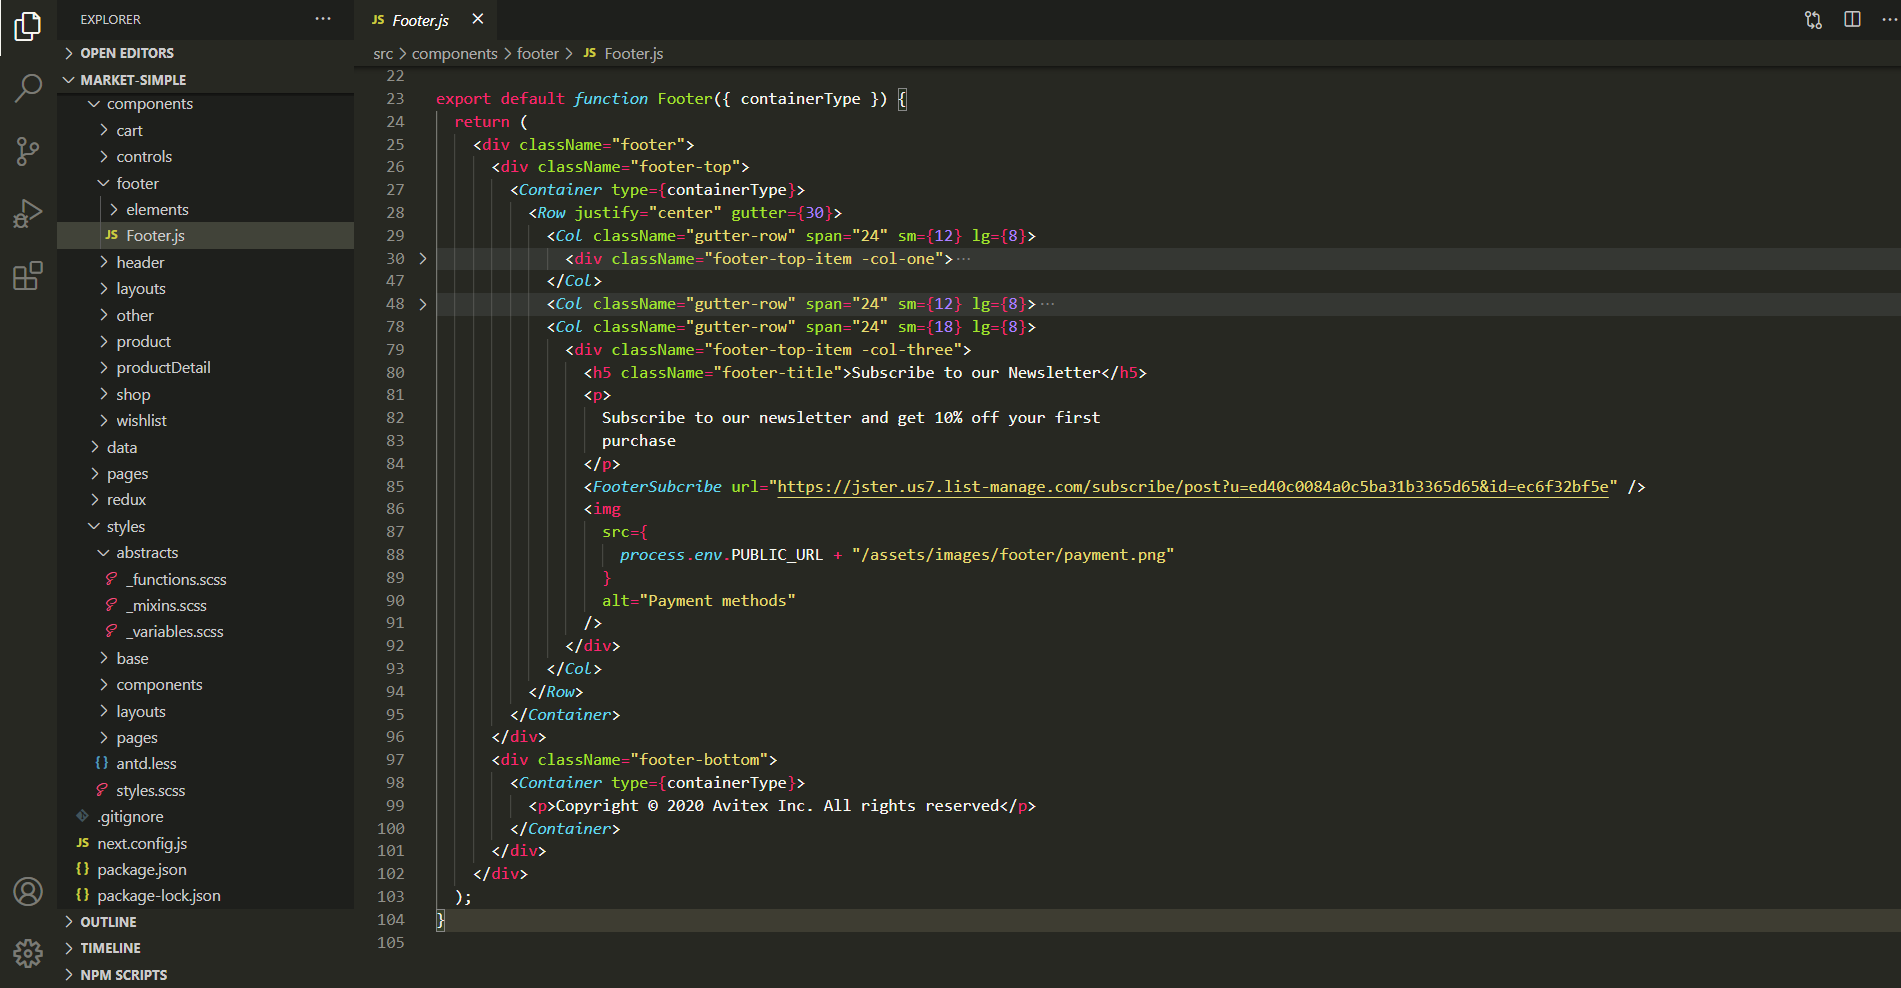 EXPLORER
OPEN EDITORS
MARKET-SIMPLE
components
cart
controls
footer
elements
JS Footer.js
header
layouts
other
product
productDetail
shop
wishlist
data
pages
redux
styles
abstracts
_functions.scss
_mixins.scss
_variables.scss
base
components
layouts
pages
{} antd.less
styles.scss
.gitignore
JS next.config.js
{} package.json
{} package-lock.json
OUTLINE
TIMELINE
NPM SCRIPTS
JS Footer.js
src > components > footer > JS Footer.js
22
23 export default function Footer({ containerType }) {
24 return (
25 <div className="footer">
26 <div className="footer-top">
27 <Container type={containerType}>
28 <Row justify="center" gutter={30}>
29 <Col className="gutter-row" span="24" sm={12} lg={8}>
30 <div className="footer-top-item -col-one">···
47 </Col>
48 <Col className="gutter-row" span="24" sm={12} lg={8}>···
78 <Col className="gutter-row" span="24" sm={18} lg={8}>
79 <div className="footer-top-item -col-three">
80 <h5 className="footer-title">Subscribe to our Newsletter</h5>
81 <p>
82 Subscribe to our newsletter and get 10% off your first
83 purchase
84 </p>
85 <FooterSubcribe url="https://jster.us7.list-manage.com/subscribe/post?u=ed40c0084a0c5ba31b3365d65&id=ec6f32bf5e" />
86 <img
87 src={
88 process.env.PUBLIC_URL + "/assets/images/footer/payment.png"
89 }
90 alt="Payment methods"
91 />
92 </div>
93 </Col>
94 </Row>
95 </Container>
96 </div>
97 <div className="footer-bottom">
98 <Container type={containerType}>
99 <p>Copyright © 2020 Avitex Inc. All rights reserved</p>
100 </Container>
101 </div>
102 </div>
103 );
104 }
105